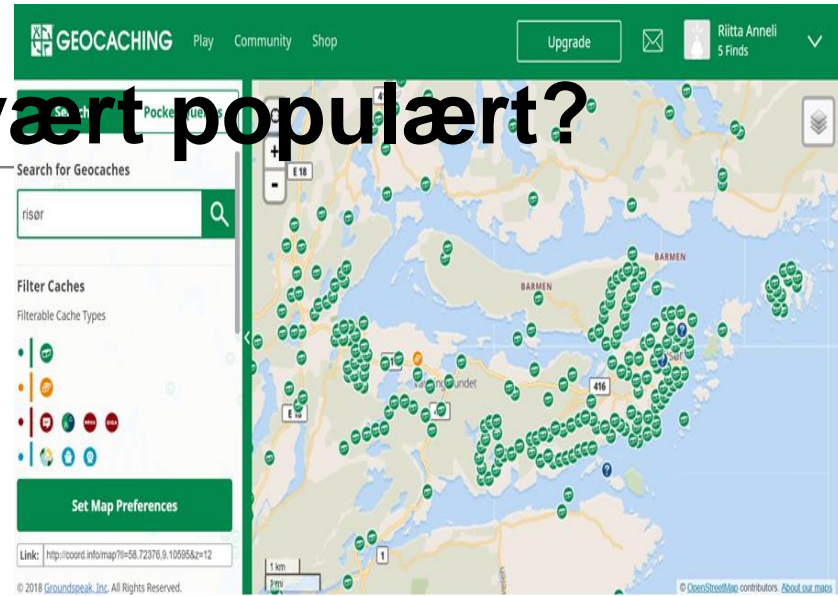 GEOCACHING Play Community Shop Upgrade Riitta Anneli
5 Finds
vært populært?
Search for Geocaches
risør
Filter Caches
Filterable Cache Types
Set Map Preferences
Link: http://coord.info/map?ll=58.72376,9.10595&z=12
© 2018 Groundspeak, Inc. All Rights Reserved.
E 18
BARMEN
BARMEN
416
E 18
1
1 km
1 mi
© OpenStreetMap contributors. About our maps